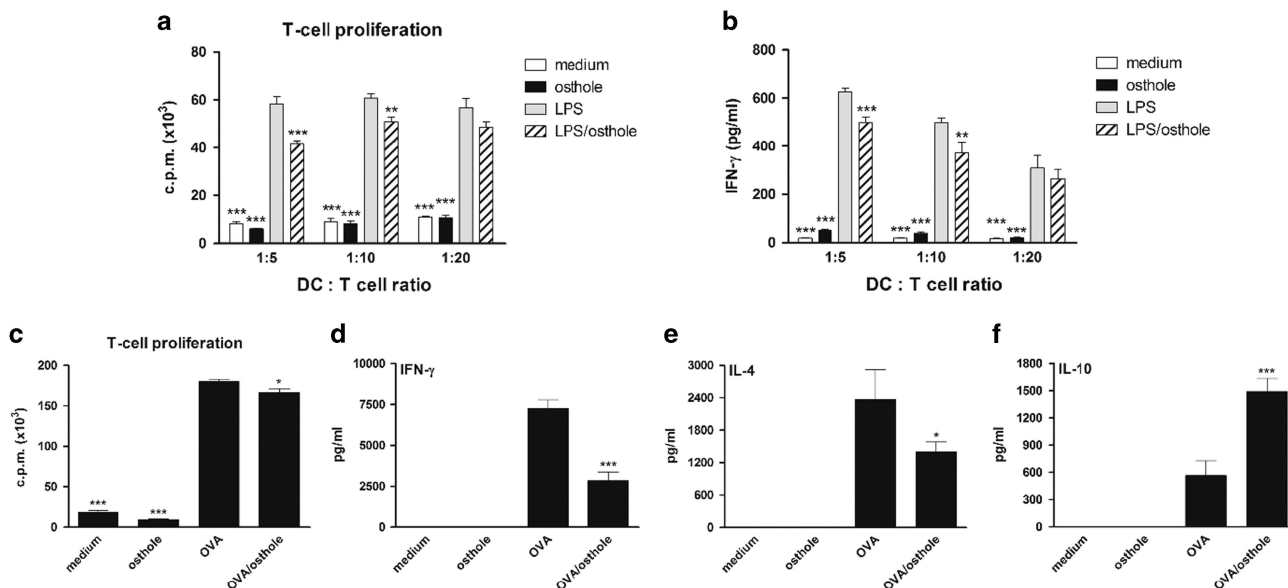 a
T-cell proliferation
80
60
40
20
0
c.p.m. (x10³)
*** *** *** *** *** ** *** ***
1:5 1:10 1:20
DC : T cell ratio
medium
osthole
LPS
LPS/osthole
b
800
600
400
200
0
IFN-γ (pg/ml)
*** *** *** *** *** ** *** ***
1:5 1:10 1:20
DC : T cell ratio
medium
osthole
LPS
LPS/osthole
c
T-cell proliferation
200
150
100
50
0
c.p.m. (x10³)
*** *** *
medium osthole OVA OVA/osthole
d
IFN-γ
10000
7500
5000
2500
0
pg/ml
***
medium osthole OVA OVA/osthole
e
IL-4
3000
2400
1800
1200
600
0
pg/ml
*
medium osthole OVA OVA/osthole
f
IL-10
1800
1500
1200
900
600
300
0
pg/ml
***
medium osthole OVA OVA/osthole